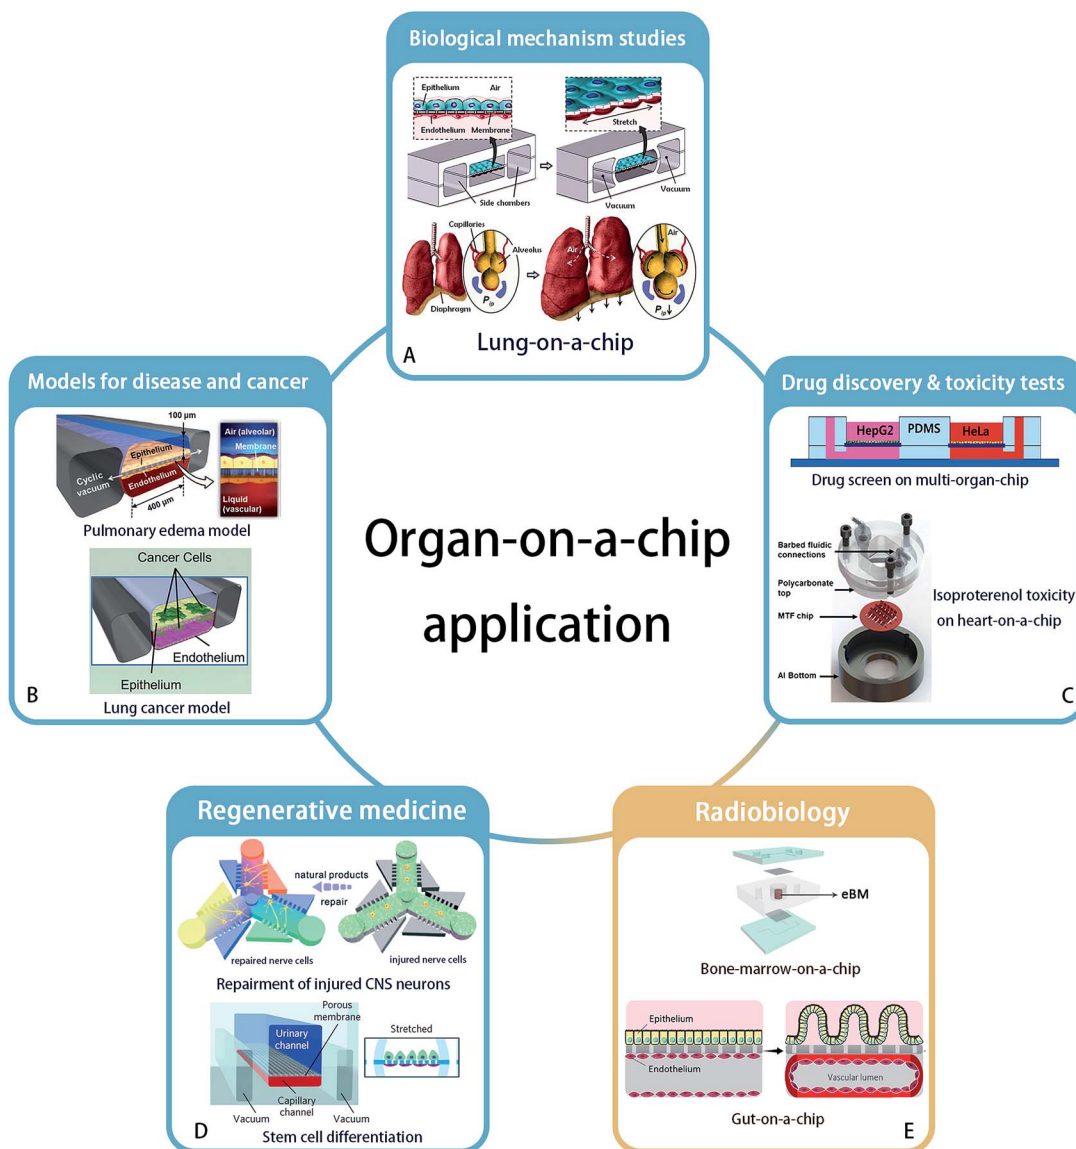 Biological mechanism studies
Epithelium
Air
Endothelium
Membrane
Stretch
Side chambers
Vacuum
Vacuum
Capillaries
Alveolus
Pip
Diaphragm
Air
Air
Pip
Lung-on-a-chip
A
Models for disease and cancer
100 μm
Epithelium
Endothelium
Cyclic
vacuum
400 μm
Air (alveolar)
Membrane
Liquid
(vascular)
Pulmonary edema model
Cancer Cells
Endothelium
Epithelium
Lung cancer model
B
Drug discovery & toxicity tests
HepG2
PDMS
HeLa
Drug screen on multi-organ-chip
Barbed fluidic
connections
Polycarbonate
top
MTF chip
Al Bottom
Isoproterenol toxicity
on heart-on-a-chip
C
Organ-on-a-chip
application
Regenerative medicine
natural products
repair
repaired nerve cells
injured nerve cells
Repairment of injured CNS neurons
Porous
membrane
Urinary
channel
Capillary
channel
Vacuum
Vacuum
Stretched
Stem cell differentiation
D
Radiobiology
eBM
Bone-marrow-on-a-chip
Epithelium
Endothelium
Vascular lumen
Gut-on-a-chip
E